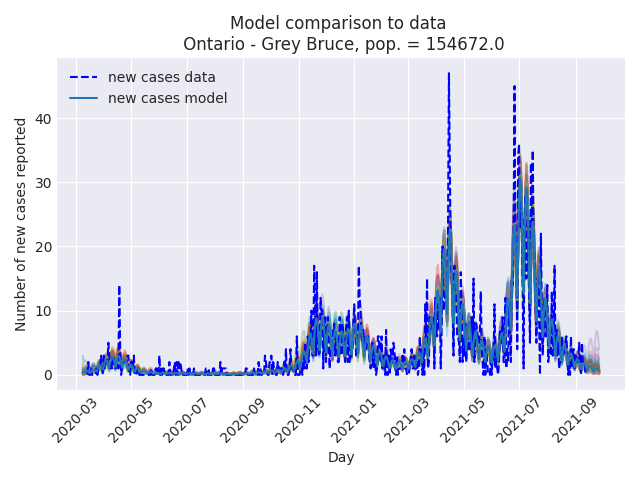 Model comparison to data
Ontario - Grey Bruce, pop. = 154672.0
new cases data
new cases model
Number of new cases reported
40
30
20
10
0
2020-03
2020-05
2020-07
2020-09
2020-11
2021-01
2021-03
2021-05
2021-07
2021-09
Day